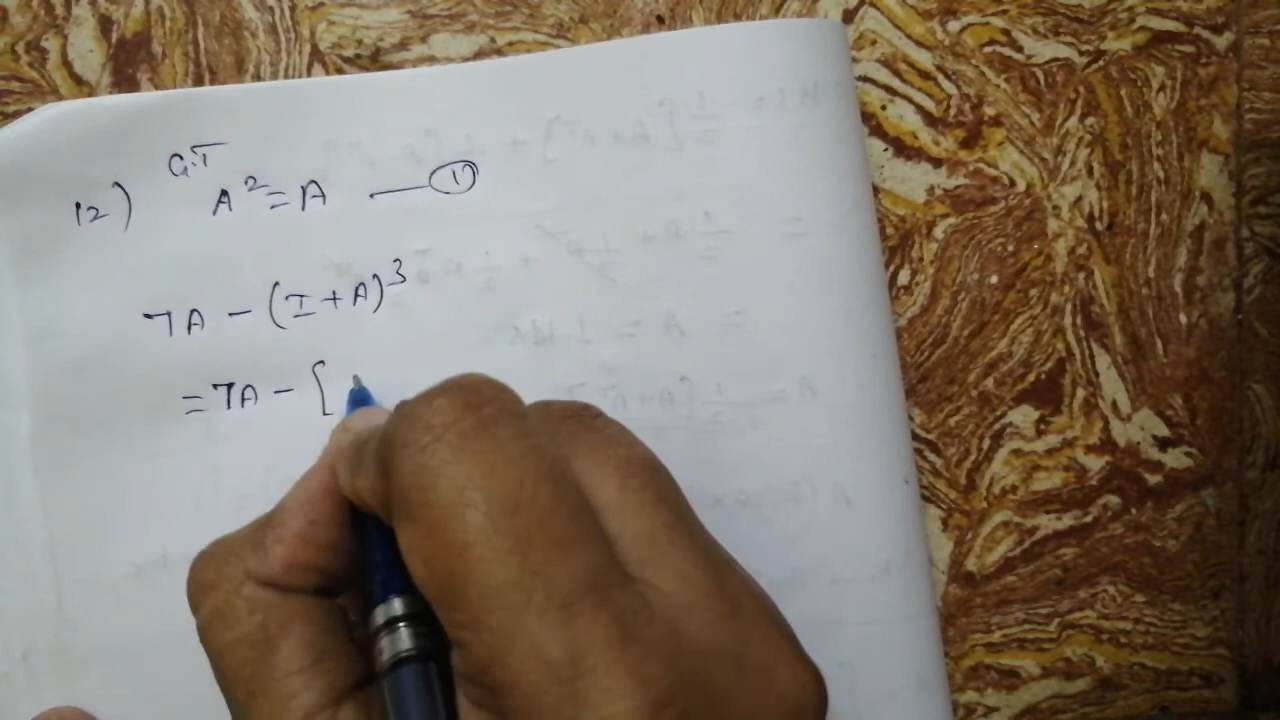 G.T
12) A² = A — (1)
7A - (I + A)³
= 7A - [